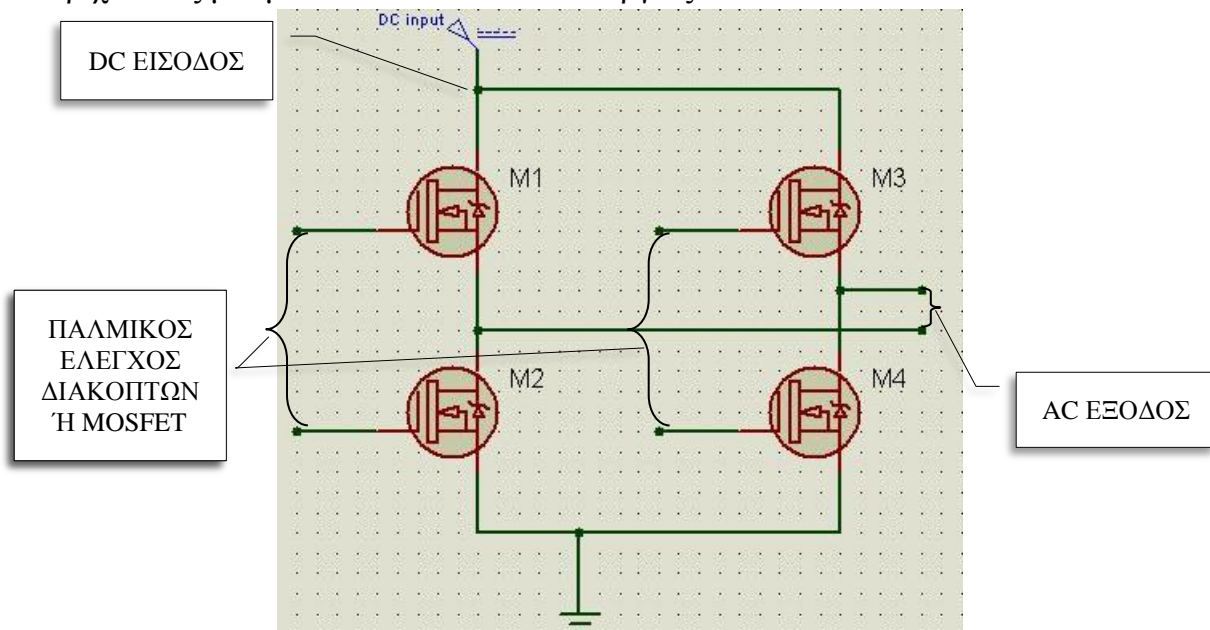 DC input
DC ΕΙΣΟΔΟΣ
M1
M3
ΠΑΛΜΙΚΟΣ
ΕΛΕΓΧΟΣ
ΔΙΑΚΟΠΤΩΝ
Ή MOSFET
M2
M4
AC ΕΞΟΔΟΣ